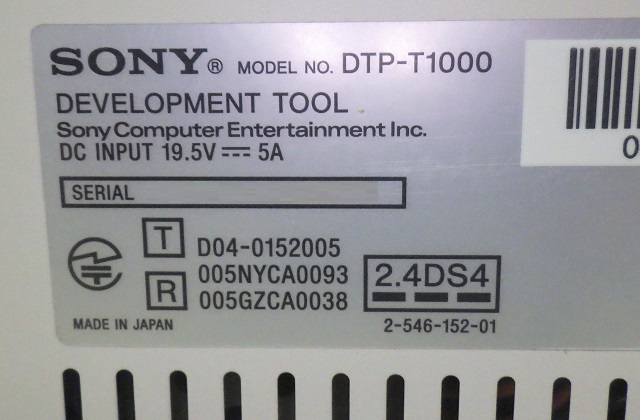 SONY® MODEL NO. DTP-T1000
DEVELOPMENT TOOL
Sony Computer Entertainment Inc.
DC INPUT 19.5V ⎓ 5A
0
SERIAL
T D04-0152005
005NYCA0093
R 005GZCA0038
2.4DS4
MADE IN JAPAN
2-546-152-01